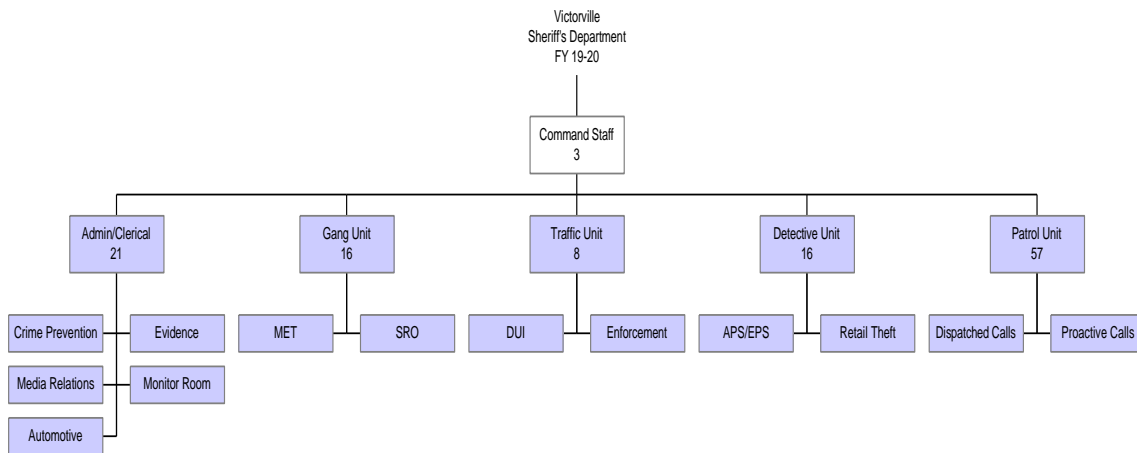 Victorville
Sheriff's Department
FY 19-20
Command Staff
3
Admin/Clerical
21
Gang Unit
16
Traffic Unit
8
Detective Unit
16
Patrol Unit
57
Crime Prevention
Evidence
MET
SRO
DUI
Enforcement
APS/EPS
Retail Theft
Dispatched Calls
Proactive Calls
Media Relations
Monitor Room
Automotive